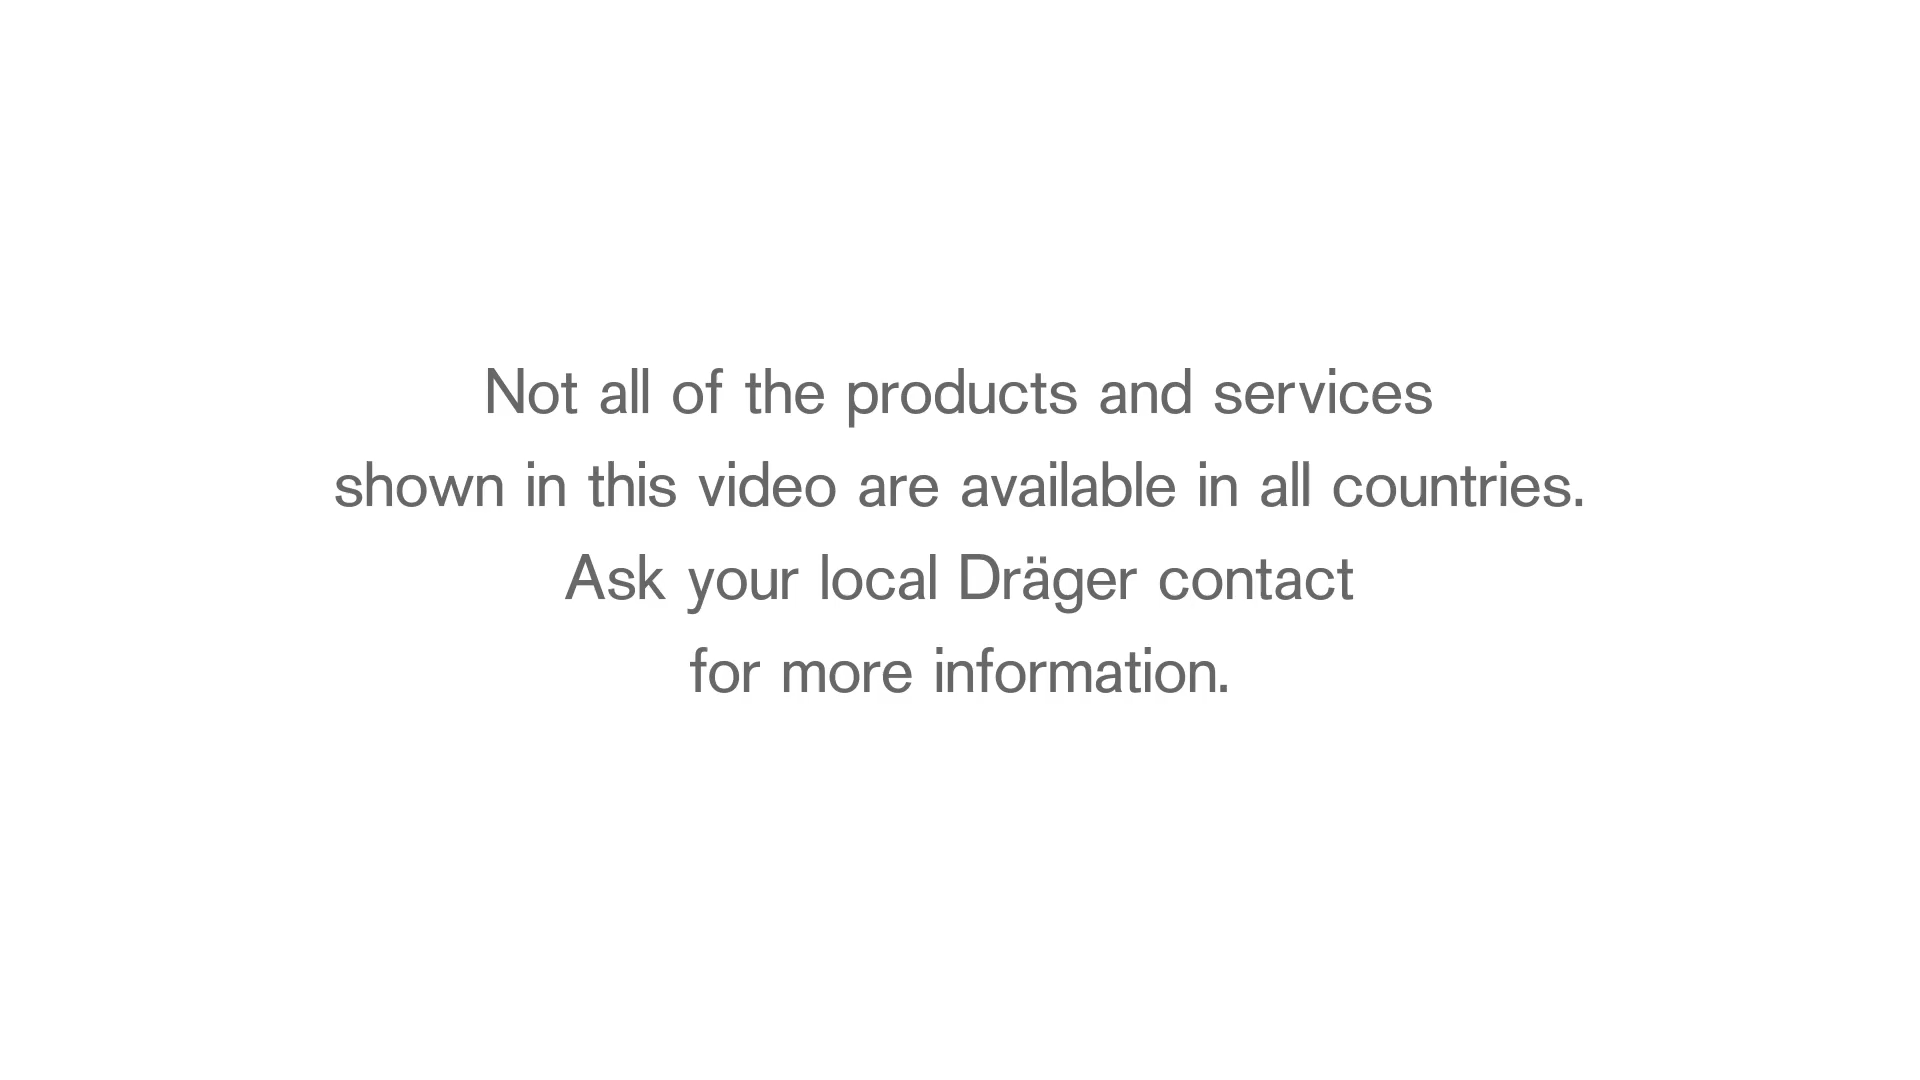 Not all of the products and services
shown in this video are available in all countries.
Ask your local Dräger contact
for more information.